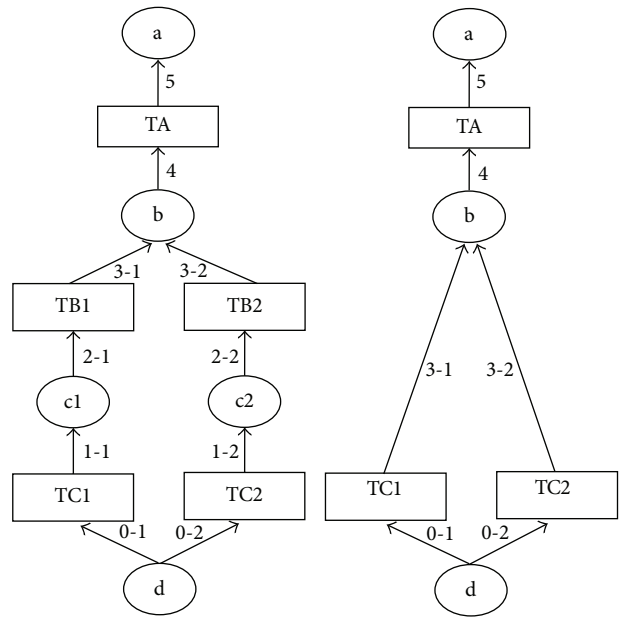 a
5
TA
4
b
3-1 3-2
TB1 TB2
2-1 2-2
c1 c2
1-1 1-2
TC1 TC2
0-1 0-2
d
a
5
TA
4
b
3-1 3-2
TC1 TC2
0-1 0-2
d